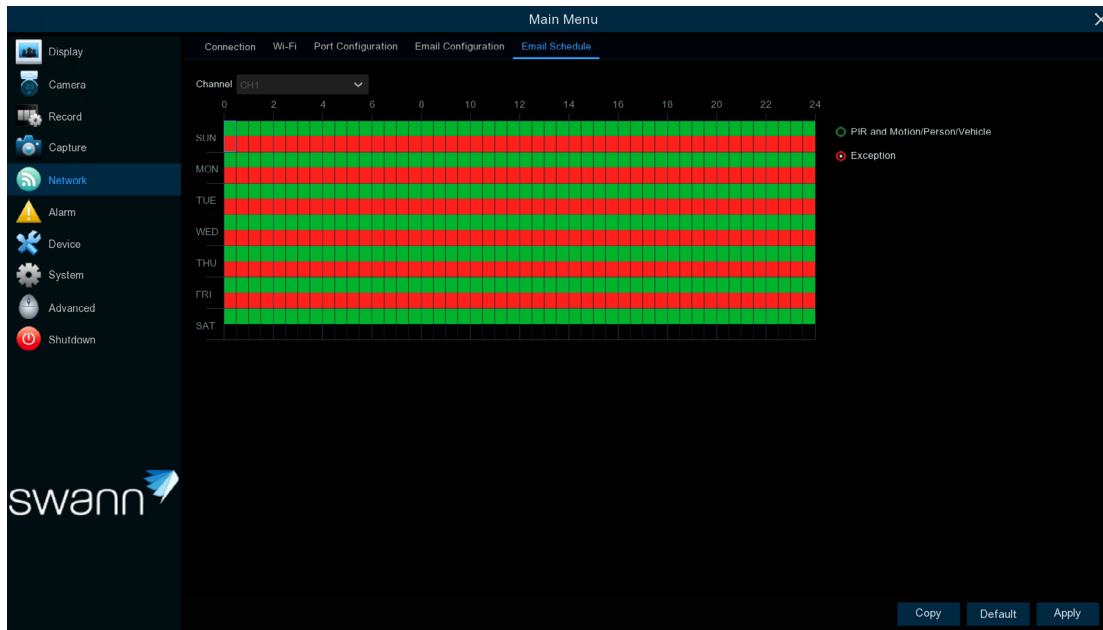 Main Menu
X
Display
Camera
Record
Capture
Network
Alarm
Device
System
Advanced
Shutdown
swann
Connection Wi-Fi Port Configuration Email Configuration Email Schedule
Channel CH1
0 2 4 6 8 10 12 14 16 18 20 22 24
SUN
MON
TUE
WED
THU
FRI
SAT
PIR and Motion/Person/Vehicle
Exception
Copy Default Apply